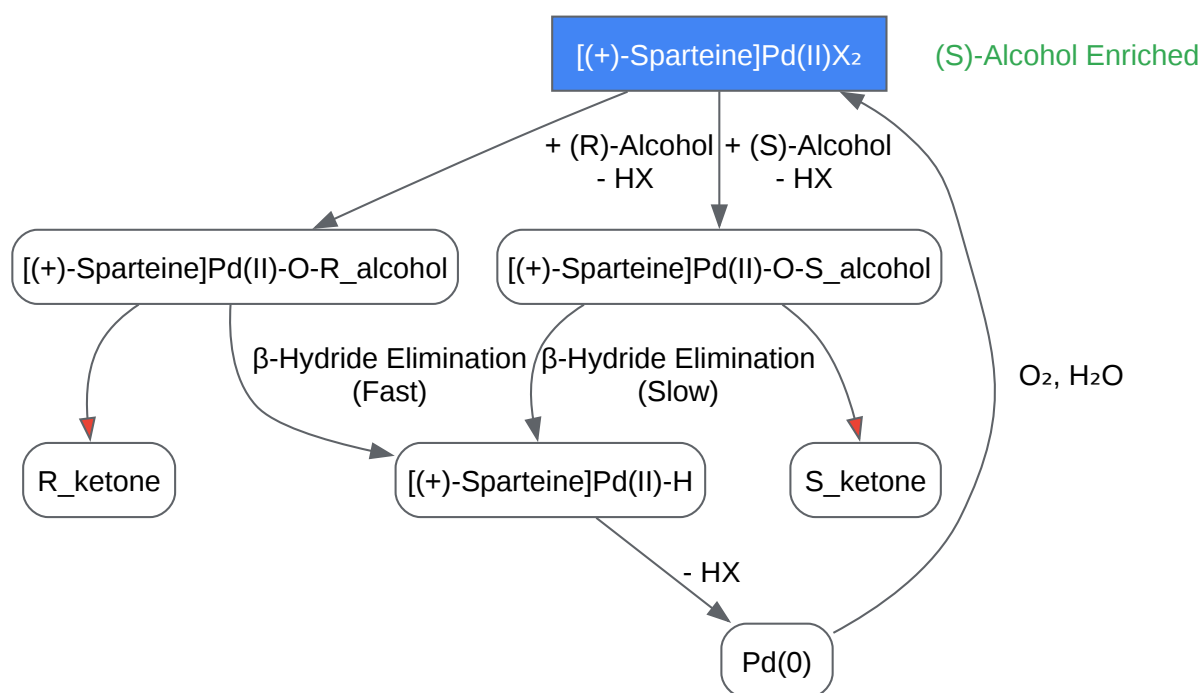 [(+)-Sparteine]Pd(II)X₂
(S)-Alcohol Enriched
+ (R)-Alcohol
- HX
+ (S)-Alcohol
- HX
[(+)-Sparteine]Pd(II)-O-R_alcohol
[(+)-Sparteine]Pd(II)-O-S_alcohol
β-Hydride Elimination
(Fast)
β-Hydride Elimination
(Slow)
O₂, H₂O
R_ketone
[(+)-Sparteine]Pd(II)-H
S_ketone
- HX
Pd(0)